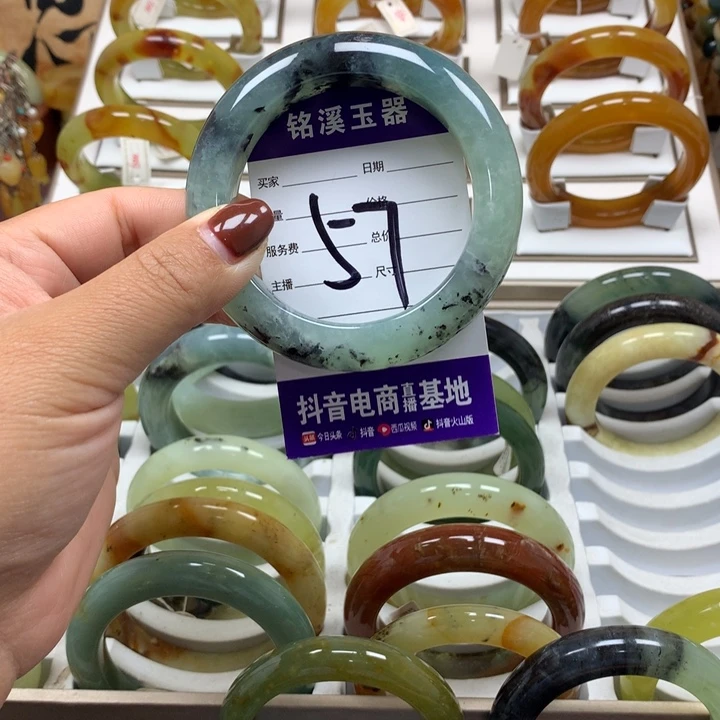 铭溪玉器
买家 日期
量 价格
57
服务费 总价
主播 尺寸
抖音电商直播基地
头条 今日头条 抖音 西瓜视频 抖音火山版